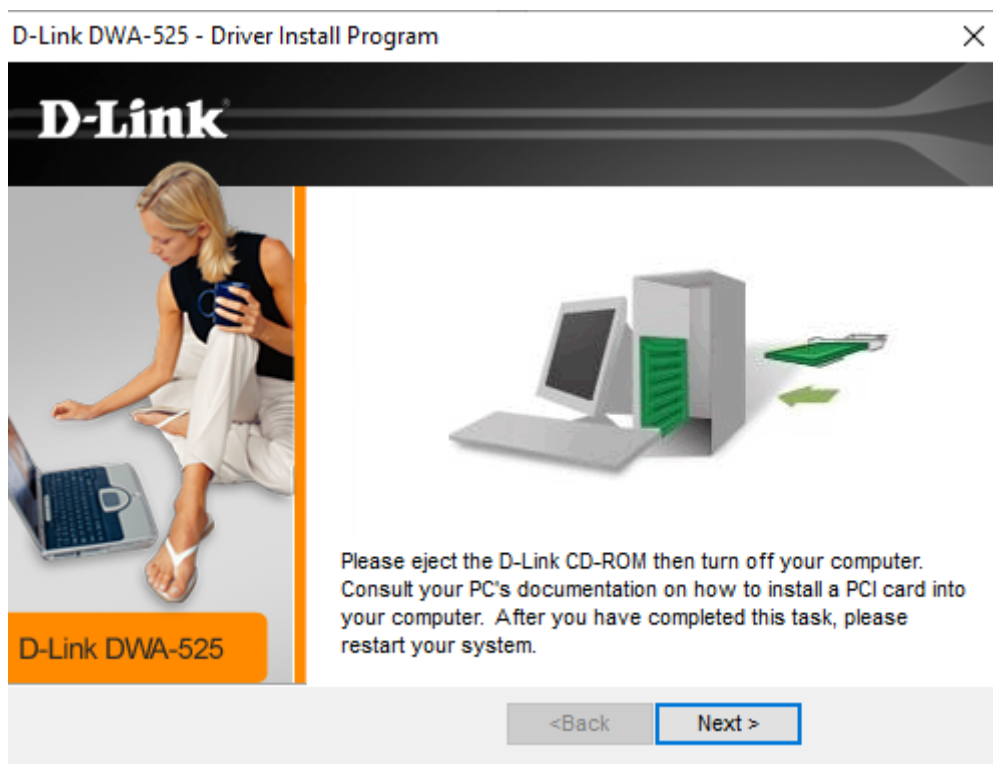 D-Link DWA-525 - Driver Install Program
D-Link
Please eject the D-Link CD-ROM then turn off your computer.
Consult your PC's documentation on how to install a PCI card into
your computer. After you have completed this task, please
restart your system.
D-Link DWA-525
<Back
Next >